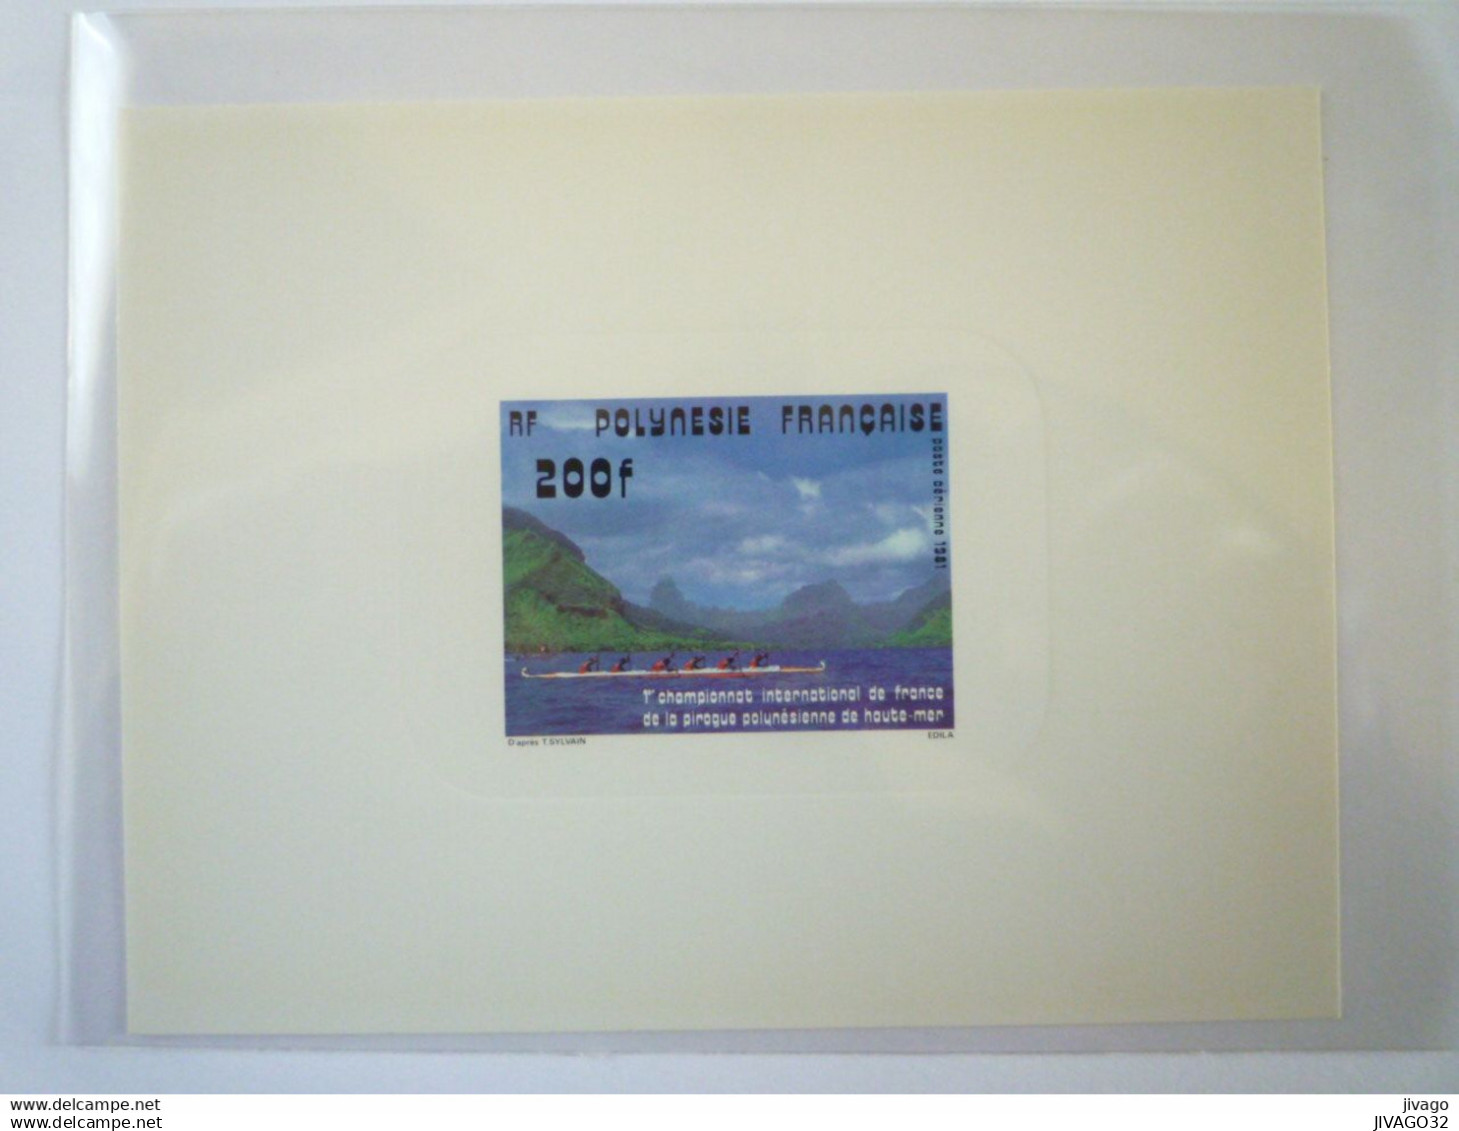 RF POLYNESIE FRANÇAISE
200f
poste aérienne 1981
1er championnat international de france
de la pirogue polynésienne de haute-mer
D'après T. SYLVAIN EDILA
www.delcampe.net jivago
www.delcampe.net JIVAGO32